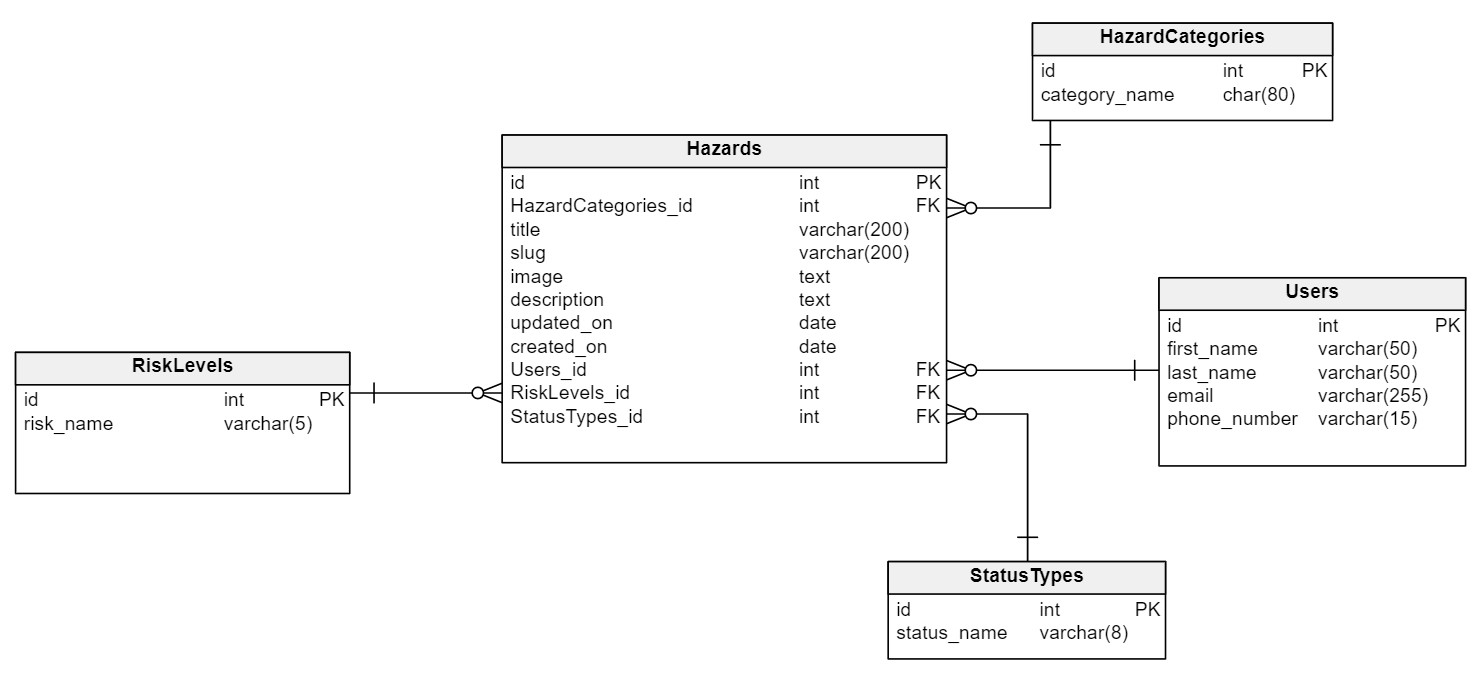 HazardCategories
id int PK
category_name char(80)
Hazards
id int PK
HazardCategories_id int FK
title varchar(200)
slug varchar(200)
image text
description text
updated_on date
created_on date
Users_id int FK
RiskLevels_id int FK
StatusTypes_id int FK
Users
id int PK
first_name varchar(50)
last_name varchar(50)
email varchar(255)
phone_number varchar(15)
RiskLevels
id int PK
risk_name varchar(5)
StatusTypes
id int PK
status_name varchar(8)